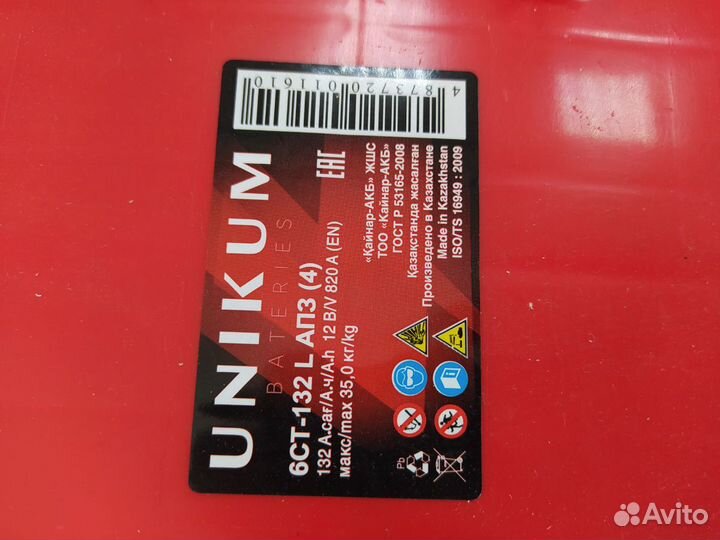 UNIKUM
BATERIES
6СТ-132 L АПЗ (4)
132 А.сағ/А.ч/A.h 12 В/V 820 А (EN)
макс/max 35,0 кг/kg
EAC
«Қайнар-АКБ» ЖШС
ТОО «Кайнар-АКБ»
ГОСТ Р 53165-2008
Қазақстанда жасалған
Произведено в Казахстане
Made in Kazakhstan
ISO/TS 16949 : 2009
4 873720 011610
Pb
Avito